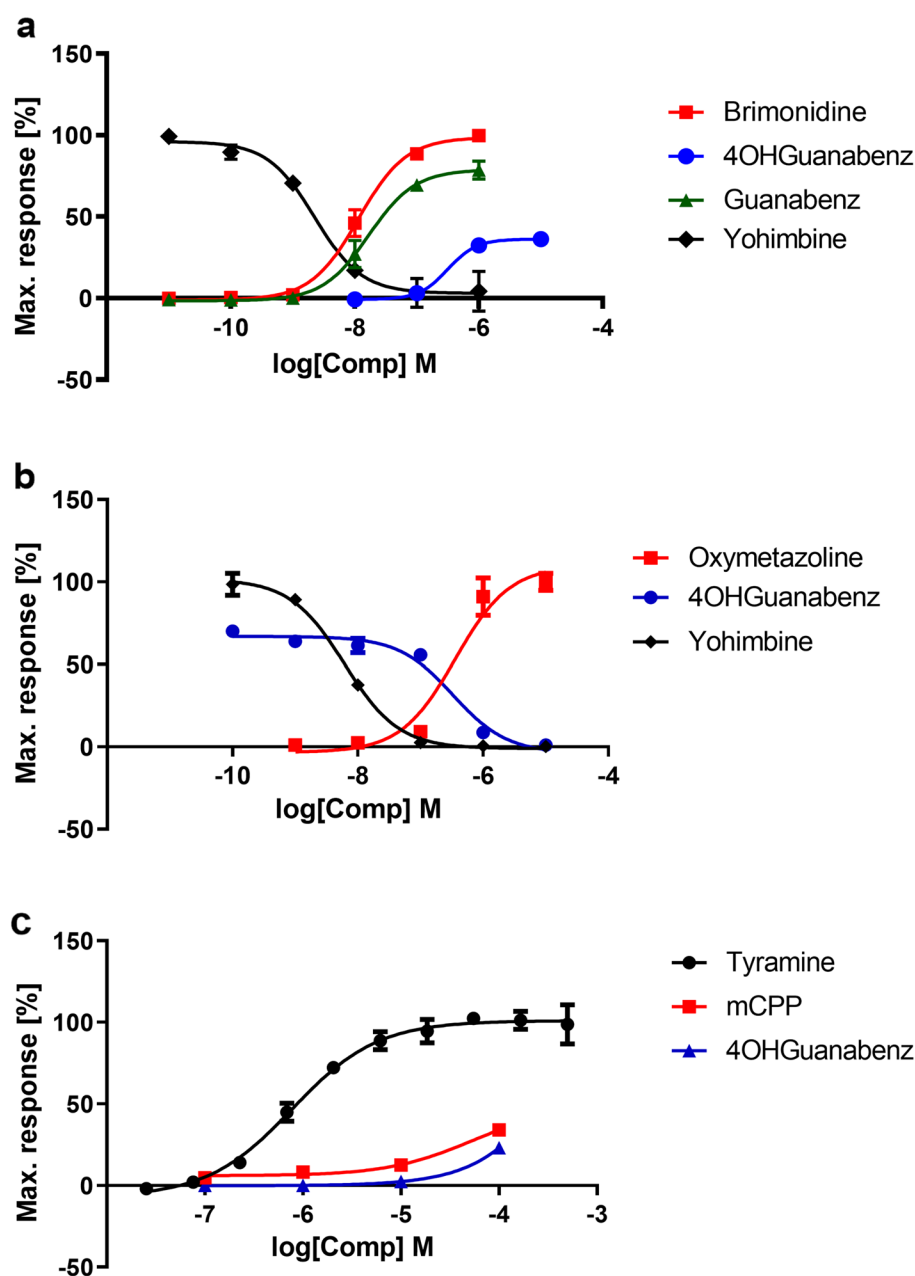 a
150
100
50
0
-50
Max. response [%]
-10
-8
-6
-4
log[Comp] M
Brimonidine
4OHGuanabenz
Guanabenz
Yohimbine
b
150
100
50
0
-50
Max. response [%]
-10
-8
-6
-4
log[Comp] M
Oxymetazoline
4OHGuanabenz
Yohimbine
c
150
100
50
0
-50
Max. response [%]
-7
-6
-5
-4
-3
log[Comp] M
Tyramine
mCPP
4OHGuanabenz